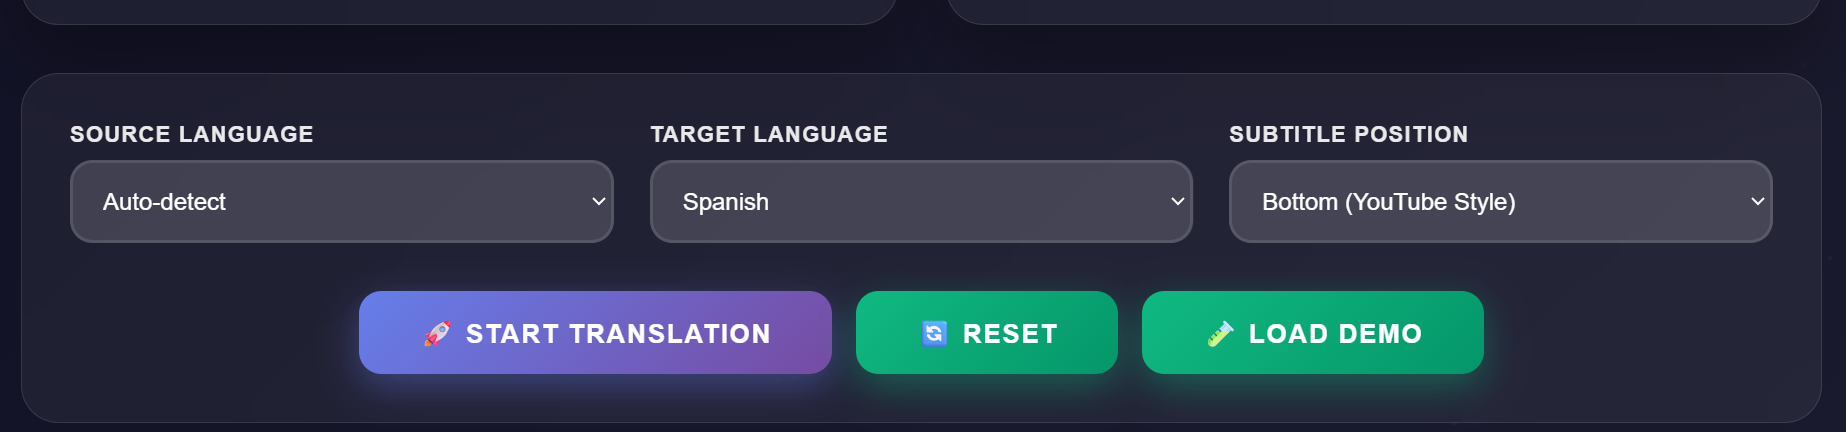 SOURCE LANGUAGE
TARGET LANGUAGE
SUBTITLE POSITION
Auto-detect
Spanish
Bottom (YouTube Style)
START TRANSLATION
RESET
LOAD DEMO